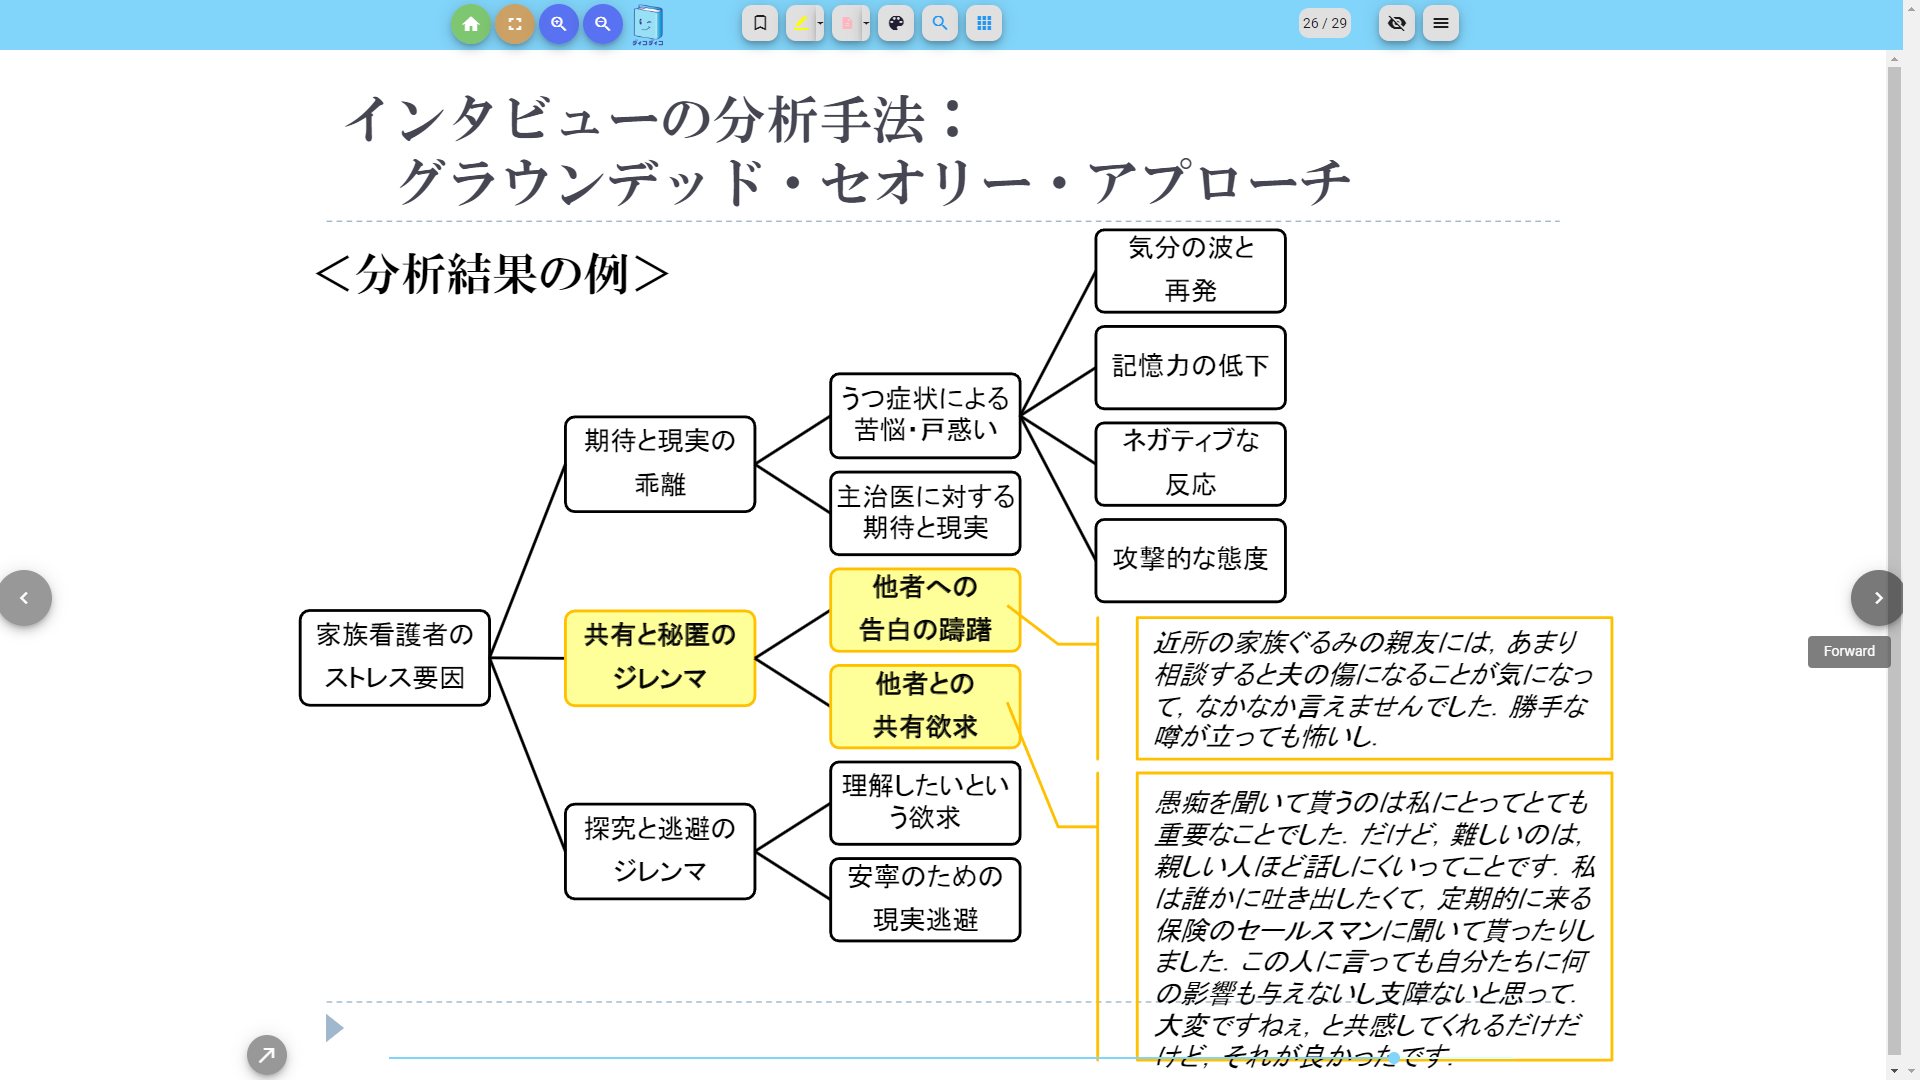 ディコディコ
26 / 29
インタビューの分析手法：
グラウンデッド・セオリー・アプローチ
＜分析結果の例＞
気分の波と
再発
記憶力の低下
ネガティブな
反応
攻撃的な態度
うつ症状による
苦悩・戸惑い
主治医に対する
期待と現実
期待と現実の
乖離
他者への
告白の躊躇
他者との
共有欲求
共有と秘匿の
ジレンマ
家族看護者の
ストレス要因
理解したいとい
う欲求
安寧のための
現実逃避
探究と逃避の
ジレンマ
近所の家族ぐるみの親友には，あまり
相談すると夫の傷になることが気になっ
て，なかなか言えませんでした．勝手な
噂が立っても怖いし．
愚痴を聞いて貰うのは私にとってとても
重要なことでした．だけど，難しいのは，
親しい人ほど話しにくいってことです．私
は誰かに吐き出したくて，定期的に来る
保険のセールスマンに聞いて貰ったりし
ました．この人に言っても自分たちに何
の影響も与えないし支障ないと思って．
大変ですねぇ，と共感してくれるだけだ
けど，それが良かったです．
Forward